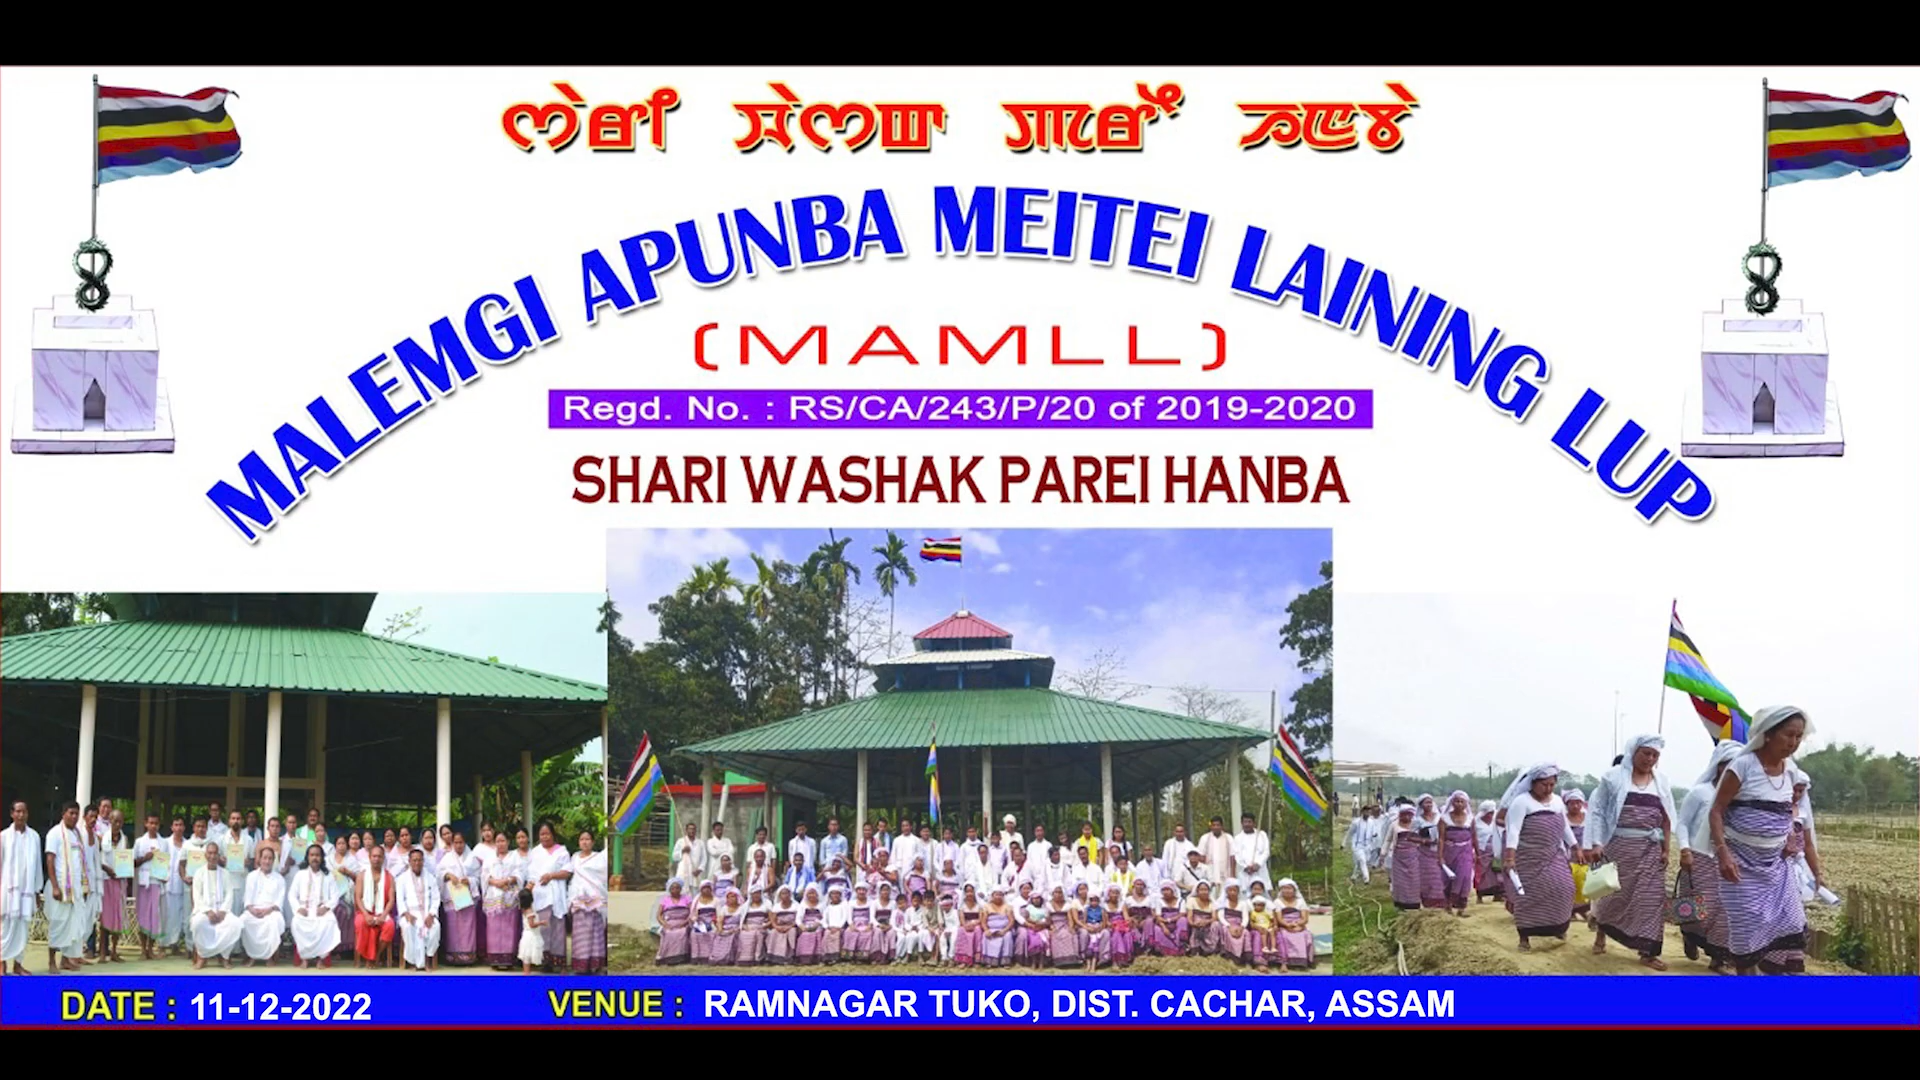 MALEMGI APUNBA MEITEI LAINING LUP
(MAMLL)
Regd. No. : RS/CA/243/P/20 of 2019-2020
SHARI WASHAK PAREI HANBA
DATE : 11-12-2022
VENUE : RAMNAGAR TUKO, DIST. CACHAR, ASSAM